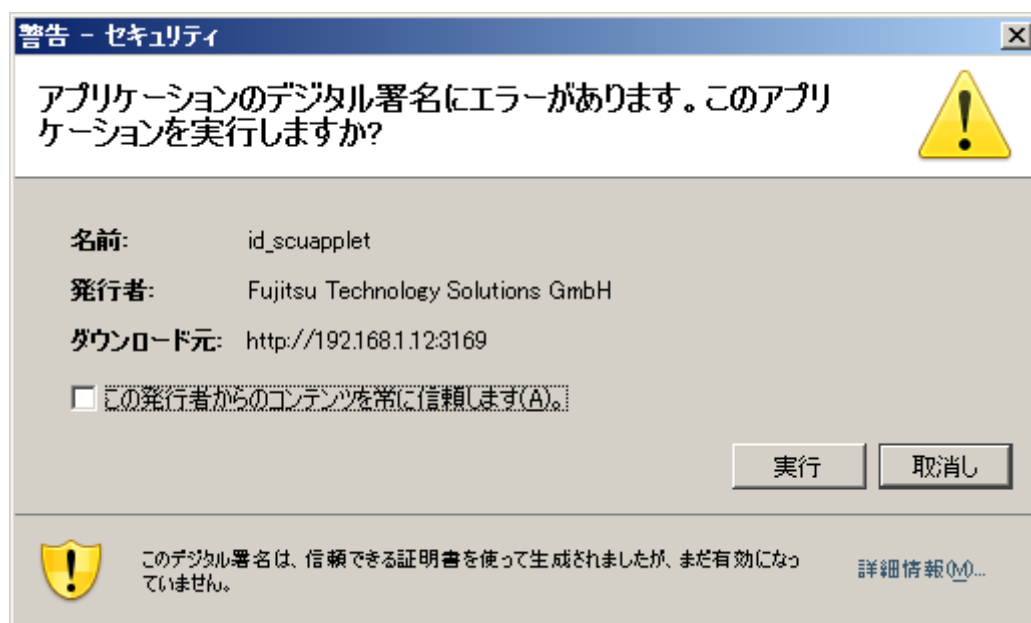 警告 - セキュリティ
アプリケーションのデジタル署名にエラーがあります。このアプリ
ケーションを実行しますか?
名前: id_scuapplet
発行者: Fujitsu Technology Solutions GmbH
ダウンロード元: http://192.168.1.12:3169
この発行者からのコンテンツを常に信頼します(A)。
実行 取消し
このデジタル署名は、信頼できる証明書を使って生成されましたが、まだ有効になっ
ていません。
詳細情報(M)...